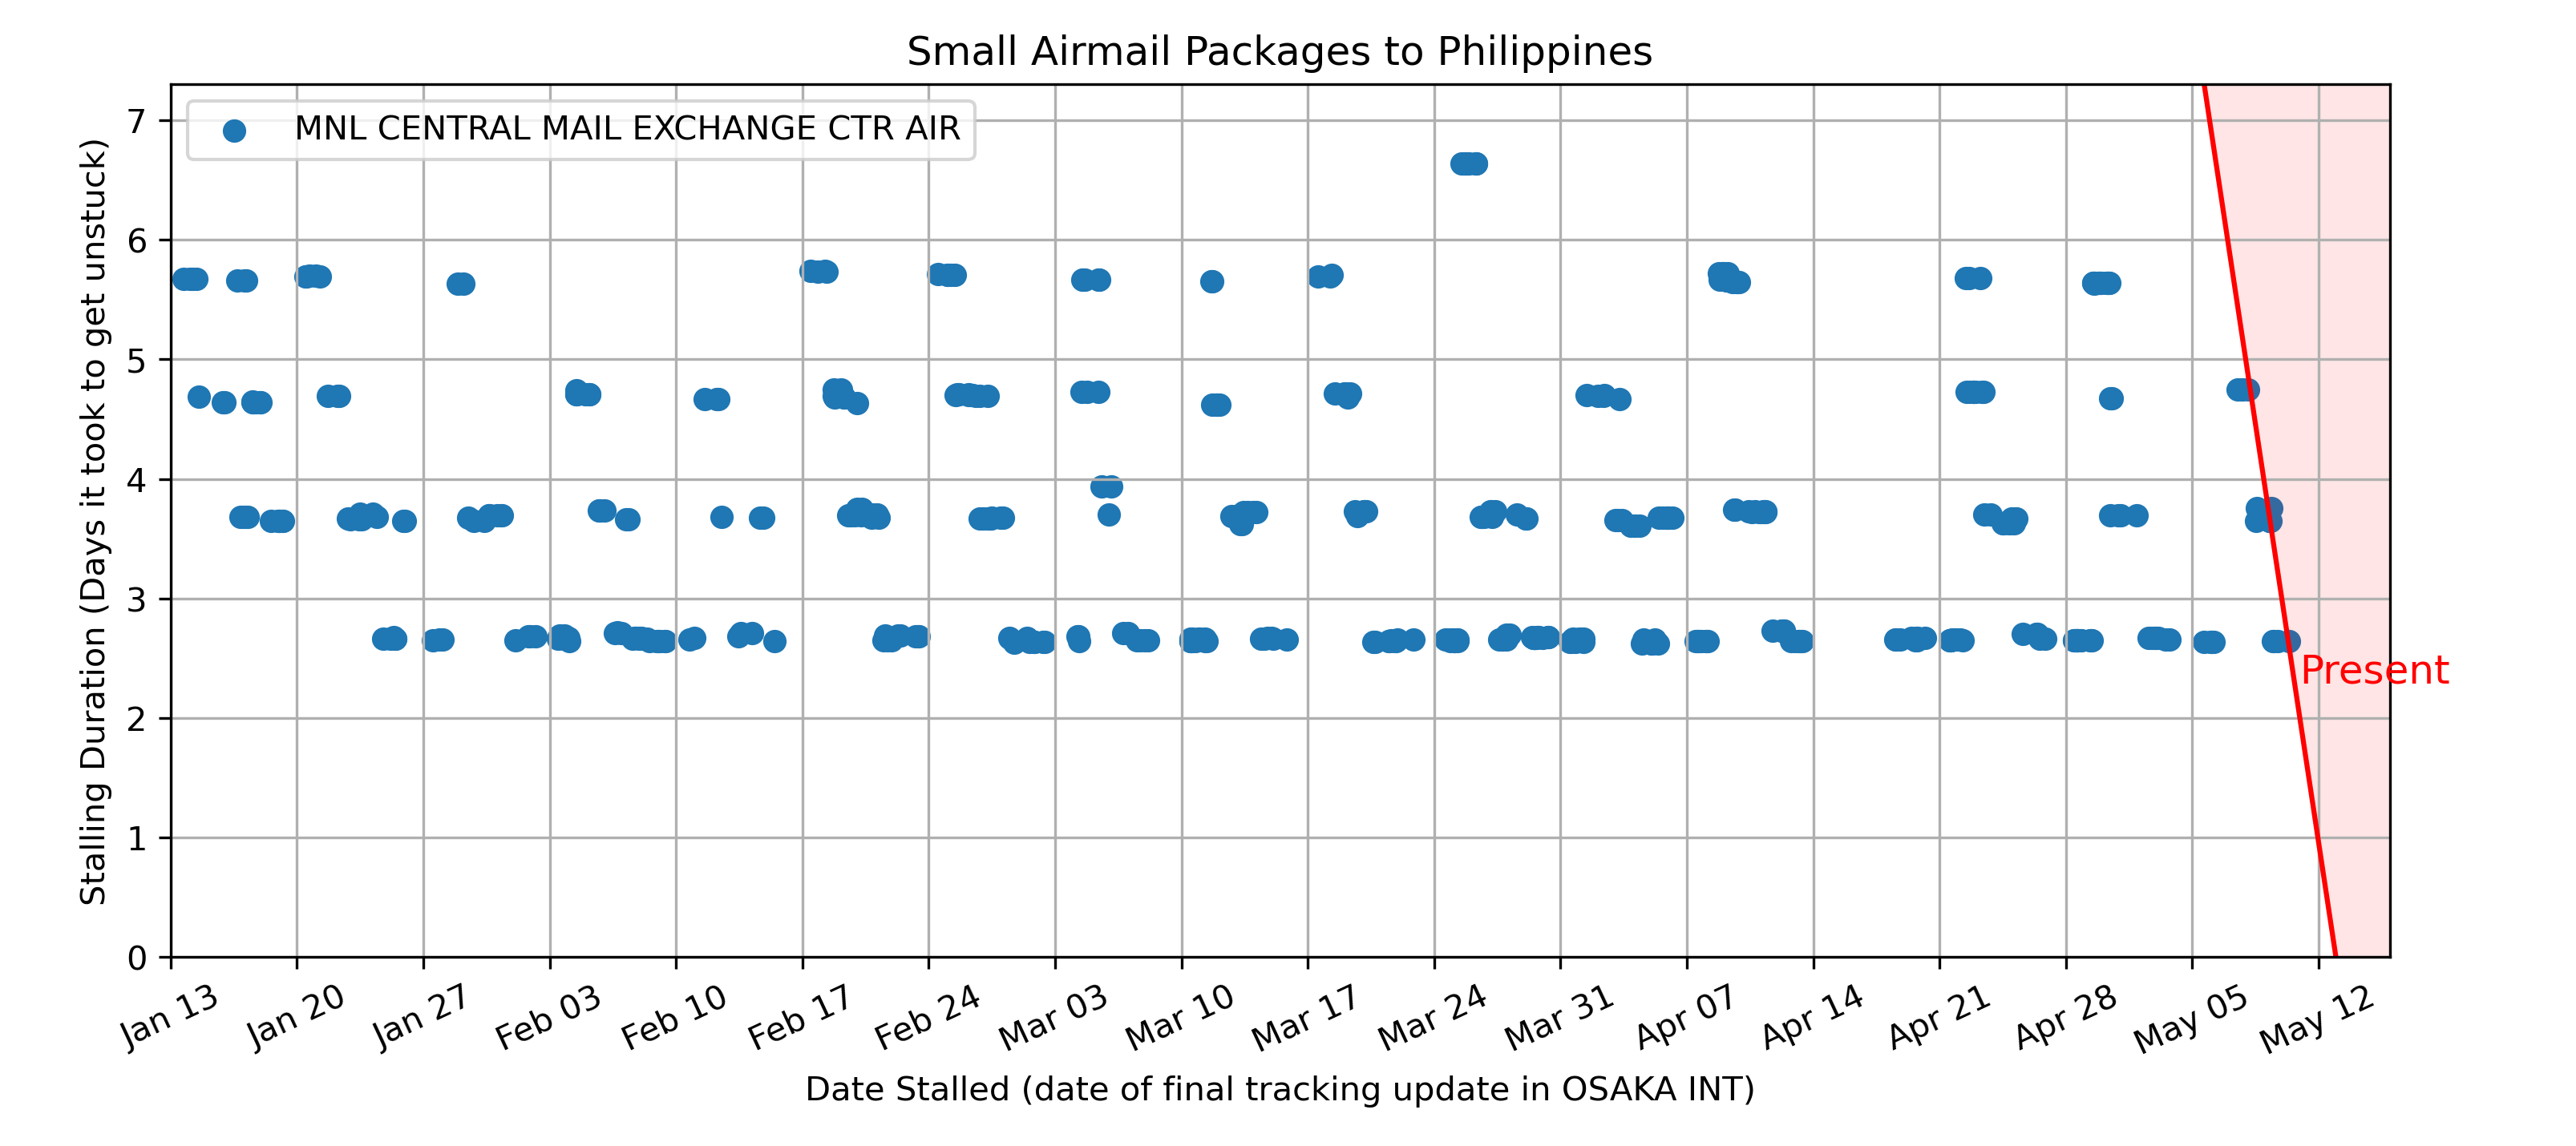 Small Airmail Packages to Philippines
MNL CENTRAL MAIL EXCHANGE CTR AIR
Stalling Duration (Days it took to get unstuck)
7
6
5
4
3
2
1
0
Present
Jan 13
Jan 20
Jan 27
Feb 03
Feb 10
Feb 17
Feb 24
Mar 03
Mar 10
Mar 17
Mar 24
Mar 31
Apr 07
Apr 14
Apr 21
Apr 28
May 05
May 12
Date Stalled (date of final tracking update in OSAKA INT)